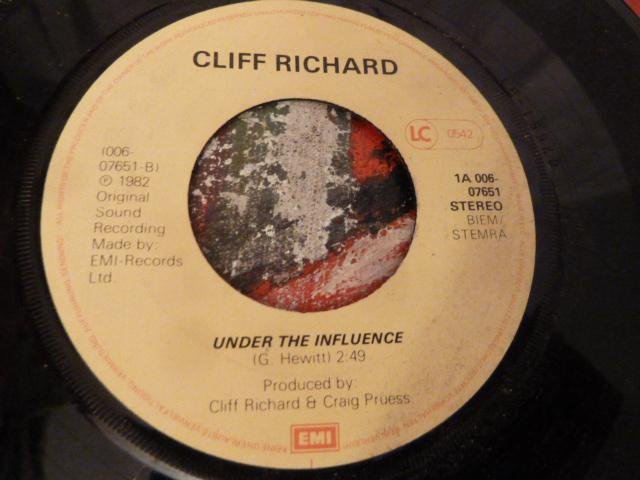 CLIFF RICHARD
(006-
07651-B)
℗ 1982
Original
Sound
Recording
Made by:
EMI-Records
Ltd.
LC 0542
1A 006-
07651
STEREO
BIEM/
STEMRA
UNDER THE INFLUENCE
(G. Hewitt) 2:49
Produced by:
Cliff Richard & Craig Pruess
EMI